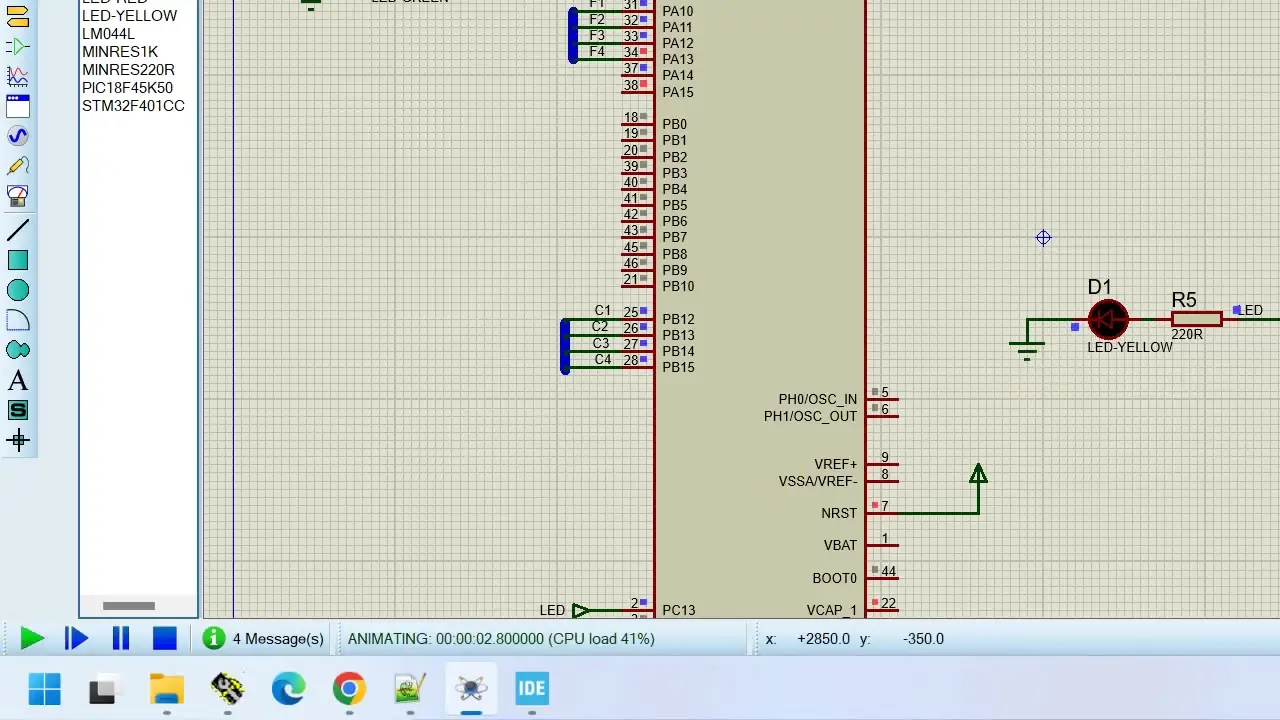 LED-RED
LED-YELLOW
LM044L
MINRES1K
MINRES220R
PIC18F45K50
STM32F401CC
LED-GREEN
F1 31 PA10
F2 32 PA11
F3 33 PA12
F4 34 PA13
37 PA14
38 PA15
18 PB0
19 PB1
20 PB2
39 PB3
40 PB4
41 PB5
42 PB6
43 PB7
45 PB8
46 PB9
21 PB10
C1 25 PB12
C2 26 PB13
C3 27 PB14
C4 28 PB15
D1
LED-YELLOW
R5
220R
LED
PH0/OSC_IN 5
PH1/OSC_OUT 6
VREF+ 9
VSSA/VREF- 8
NRST 7
VBAT 1
BOOT0 44
LED 2 PC13
VCAP_1 22
A
S
4 Message(s)
ANIMATING: 00:00:02.800000 (CPU load 41%)
x: +2850.0 y: -350.0
IDE